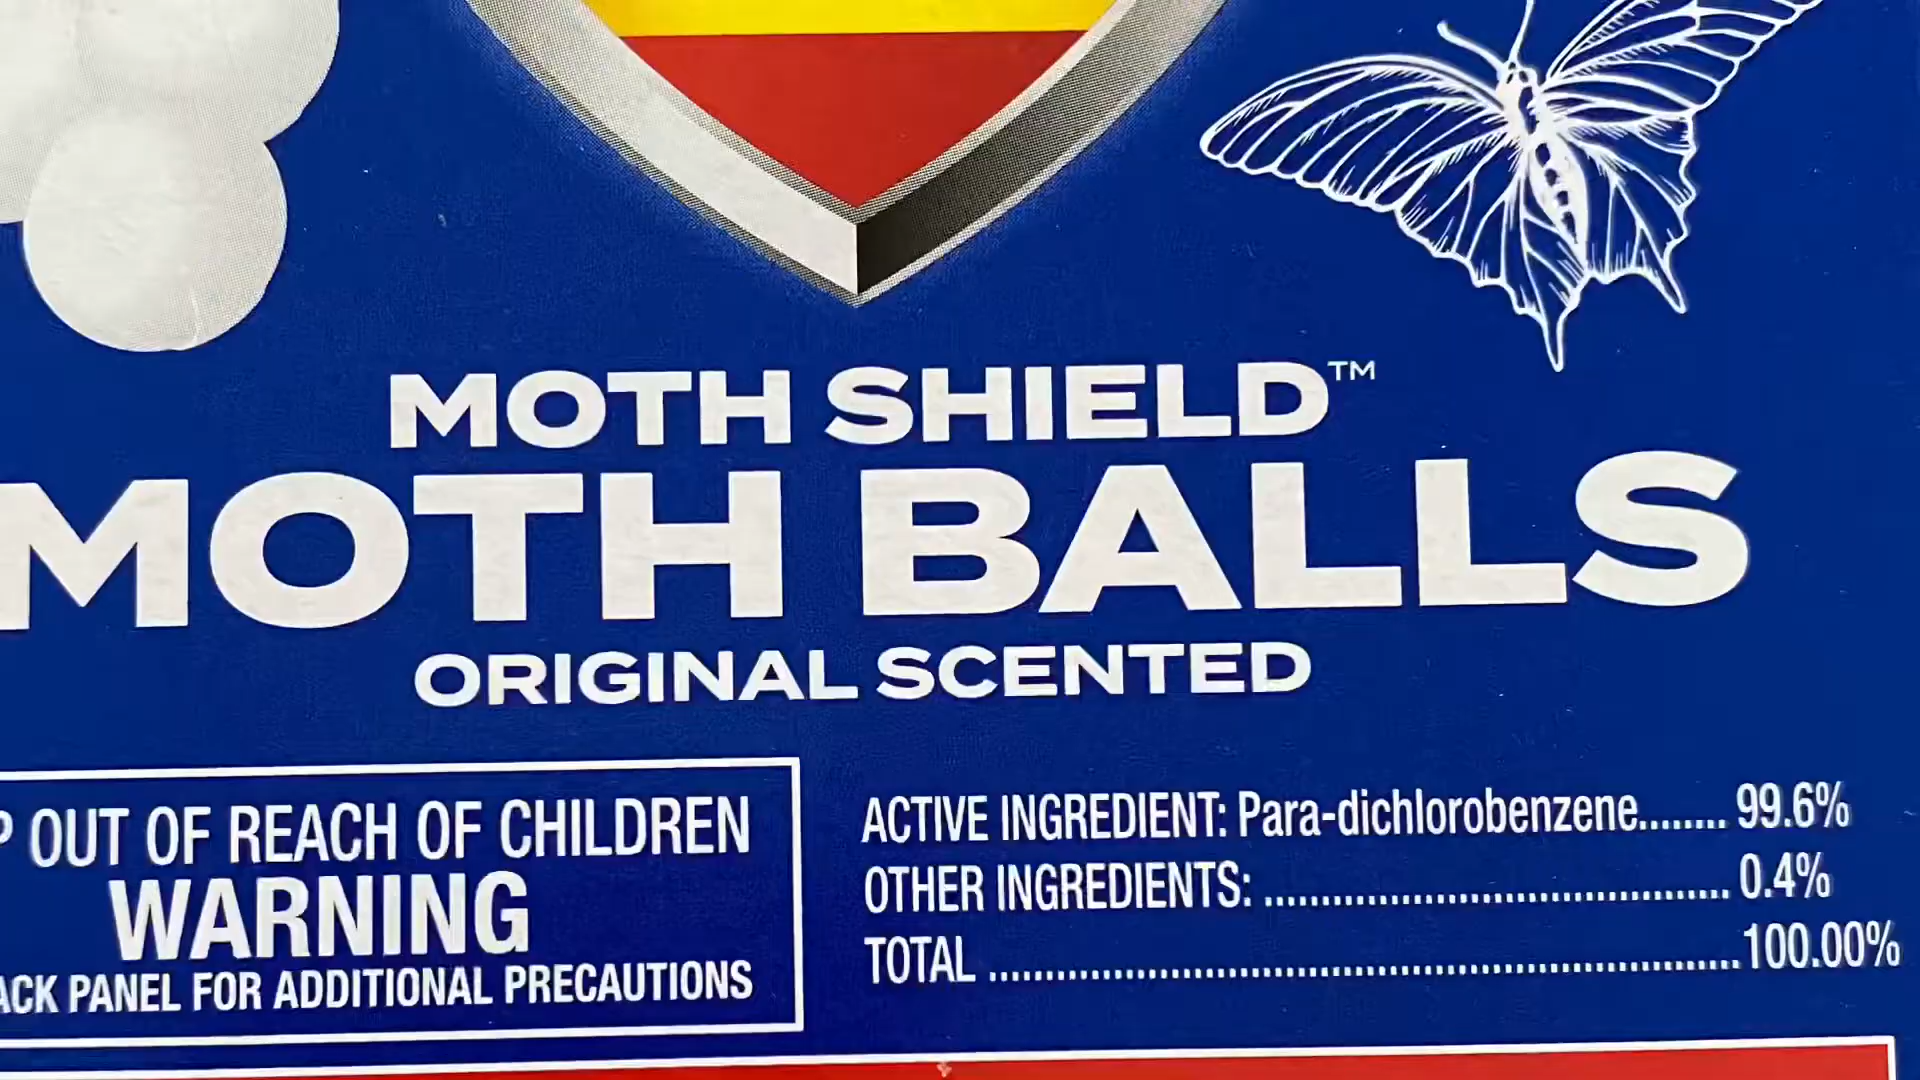 MOTH SHIELD™
MOTH BALLS
ORIGINAL SCENTED
P OUT OF REACH OF CHILDREN
WARNING
ACK PANEL FOR ADDITIONAL PRECAUTIONS
ACTIVE INGREDIENT: Para-dichlorobenzene........ 99.6%
OTHER INGREDIENTS: .......................................... 0.4%
TOTAL ....................................................................100.00%